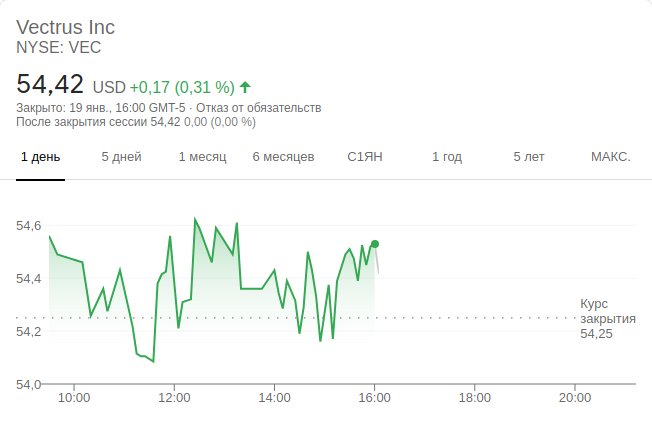 Vectrus Inc
NYSE: VEC
54,42 USD +0,17 (0,31 %)
Закрыто: 19 янв., 16:00 GMT-5 · Отказ от обязательств
После закрытия сессии 54,42 0,00 (0,00 %)
1 день 5 дней 1 месяц 6 месяцев С1ЯН 1 год 5 лет МАКС.
54,6
54,4
Курс
закрытия
54,25
54,2
54,0
10:00 12:00 14:00 16:00 18:00 20:00